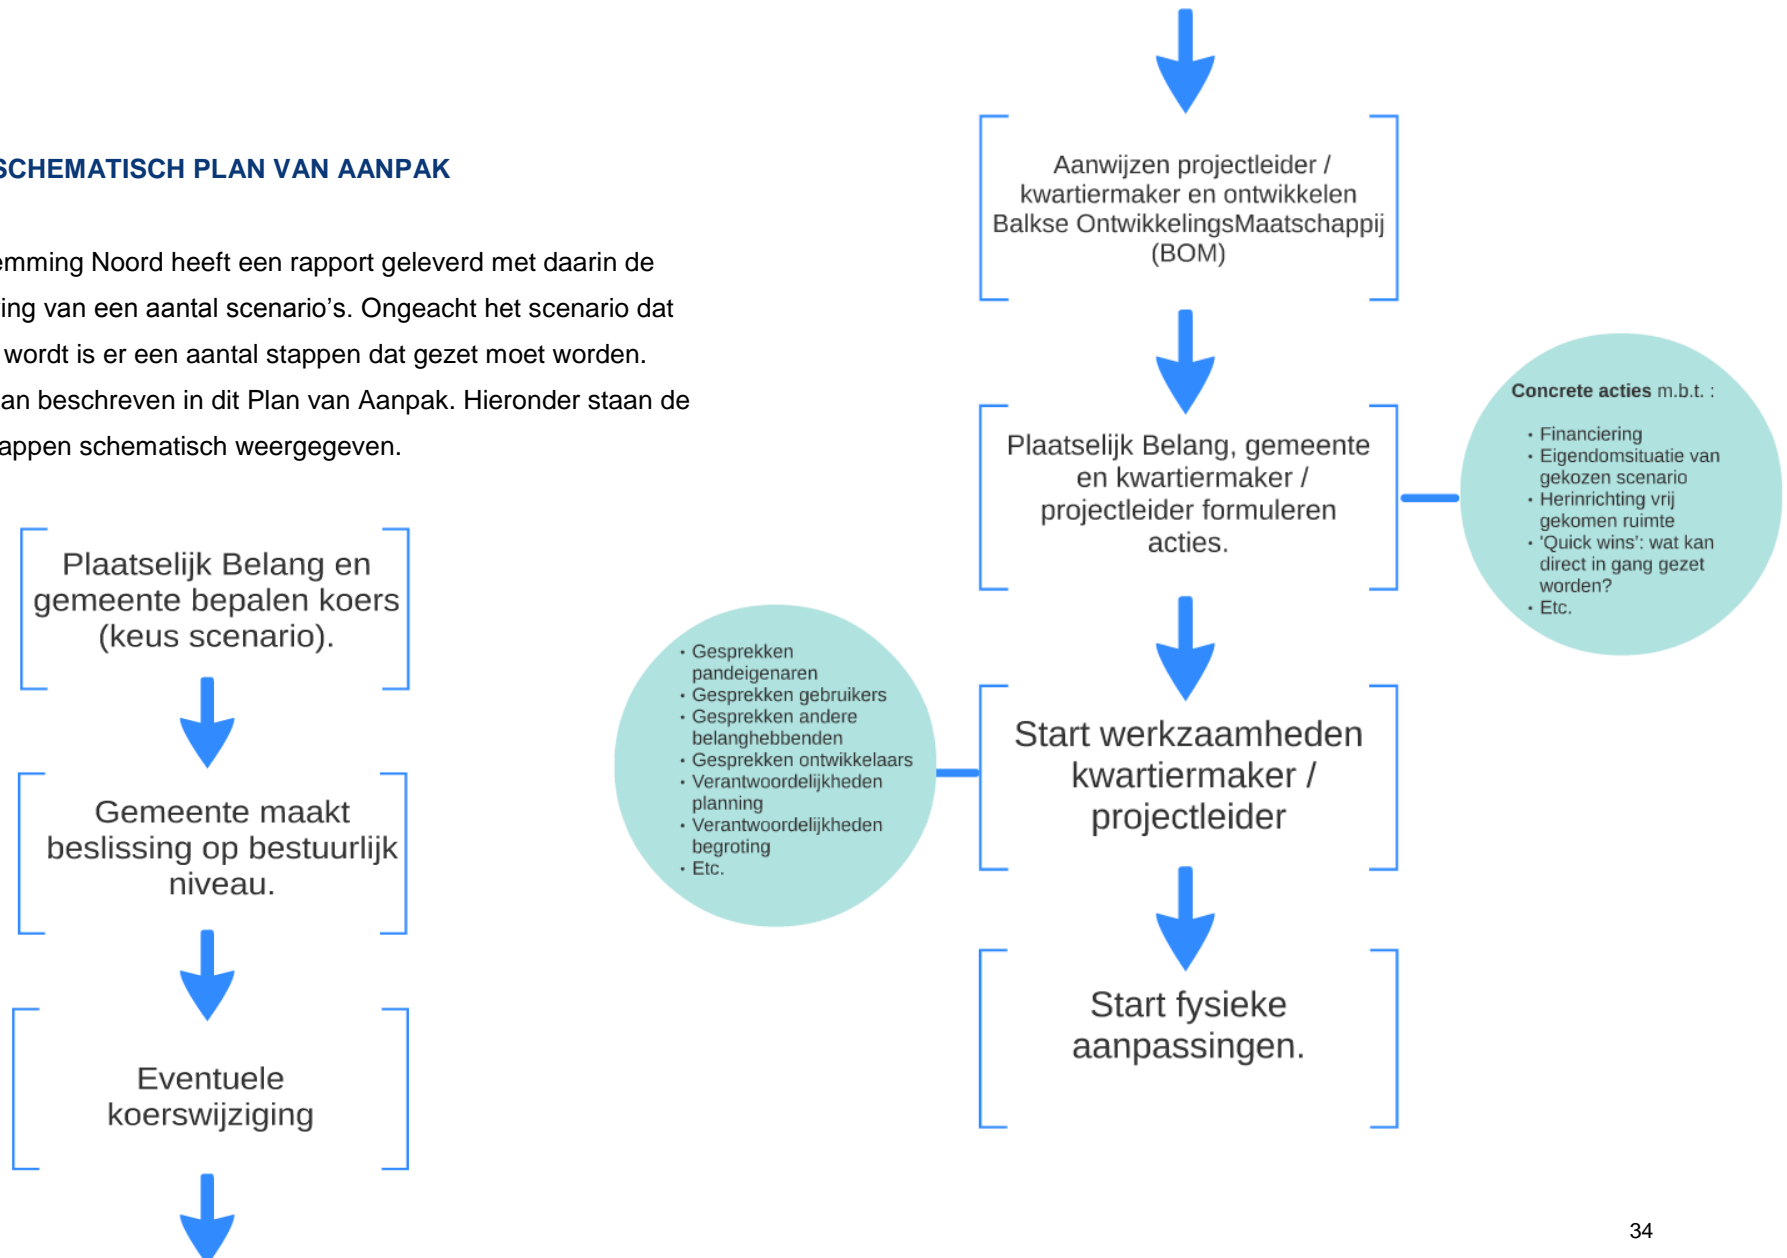 SCHEMATISCH PLAN VAN AANPAK
emming Noord heeft een rapport geleverd met daarin de
ing van een aantal scenario's. Ongeacht het scenario dat
wordt is er een aantal stappen dat gezet moet worden.
an beschreven in dit Plan van Aanpak. Hieronder staan de
appen schematisch weergegeven.
Plaatselijk Belang en
gemeente bepalen koers
(keus scenario).
Gemeente maakt
beslissing op bestuurlijk
niveau.
Eventuele
koerswijziging
Aanwijzen projectleider /
kwartiermaker en ontwikkelen
Balkse OntwikkelingsMaatschappij
(BOM)
Plaatselijk Belang, gemeente
en kwartiermaker /
projectleider formuleren
acties.
Concrete acties m.b.t. :
• Financiering
• Eigendomsituatie van
gekozen scenario
• Herinrichting vrij
gekomen ruimte
• 'Quick wins': wat kan
direct in gang gezet
worden?
• Etc.
Start werkzaamheden
kwartiermaker /
projectleider
• Gesprekken
pandeigenaren
• Gesprekken gebruikers
• Gesprekken andere
belanghebbenden
• Gesprekken ontwikkelaars
• Verantwoordelijkheden
planning
• Verantwoordelijkheden
begroting
• Etc.
Start fysieke
aanpassingen.
34